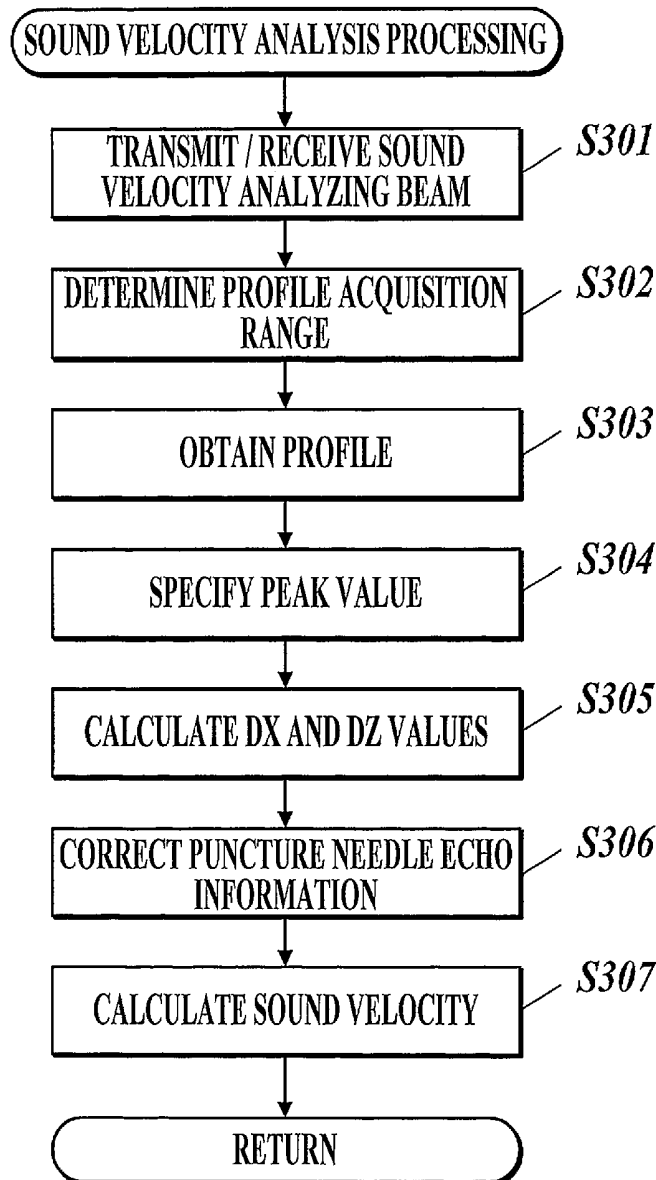 SOUND VELOCITY ANALYSIS PROCESSING
S301
TRANSMIT / RECEIVE SOUND
VELOCITY ANALYZING BEAM
S302
DETERMINE PROFILE ACQUISITION
RANGE
S303
OBTAIN PROFILE
S304
SPECIFY PEAK VALUE
S305
CALCULATE DX AND DZ VALUES
S306
CORRECT PUNCTURE NEEDLE ECHO
INFORMATION
S307
CALCULATE SOUND VELOCITY
RETURN